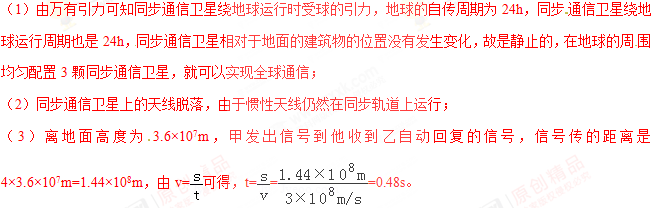 （1）由万有引力可知同步通信卫星绕地球运行时受球的引力，地球的自传周期为 24h，同步.通信卫星绕地
球运行周期也是 24h，同步通信卫星相对于地面的建筑物的位置没有发生变化，故是静止的，在地球的周.围
均匀配置 3 颗同步通信卫星，就可以实现全球通信；
（2）同步通信卫星上的天线脱落，由于惯性天线仍然在同步轨道上运行；
（3）离地面高度为.3.6×10⁷m，甲发出信号到他收到乙自动回复的信号，信号传的距离是
4×3.6×10⁷m=1.44×10⁸m，由 v=s/t可得，t=s/v=1.44×10⁸m/3×10⁸m/s=0.48s。
原创精品